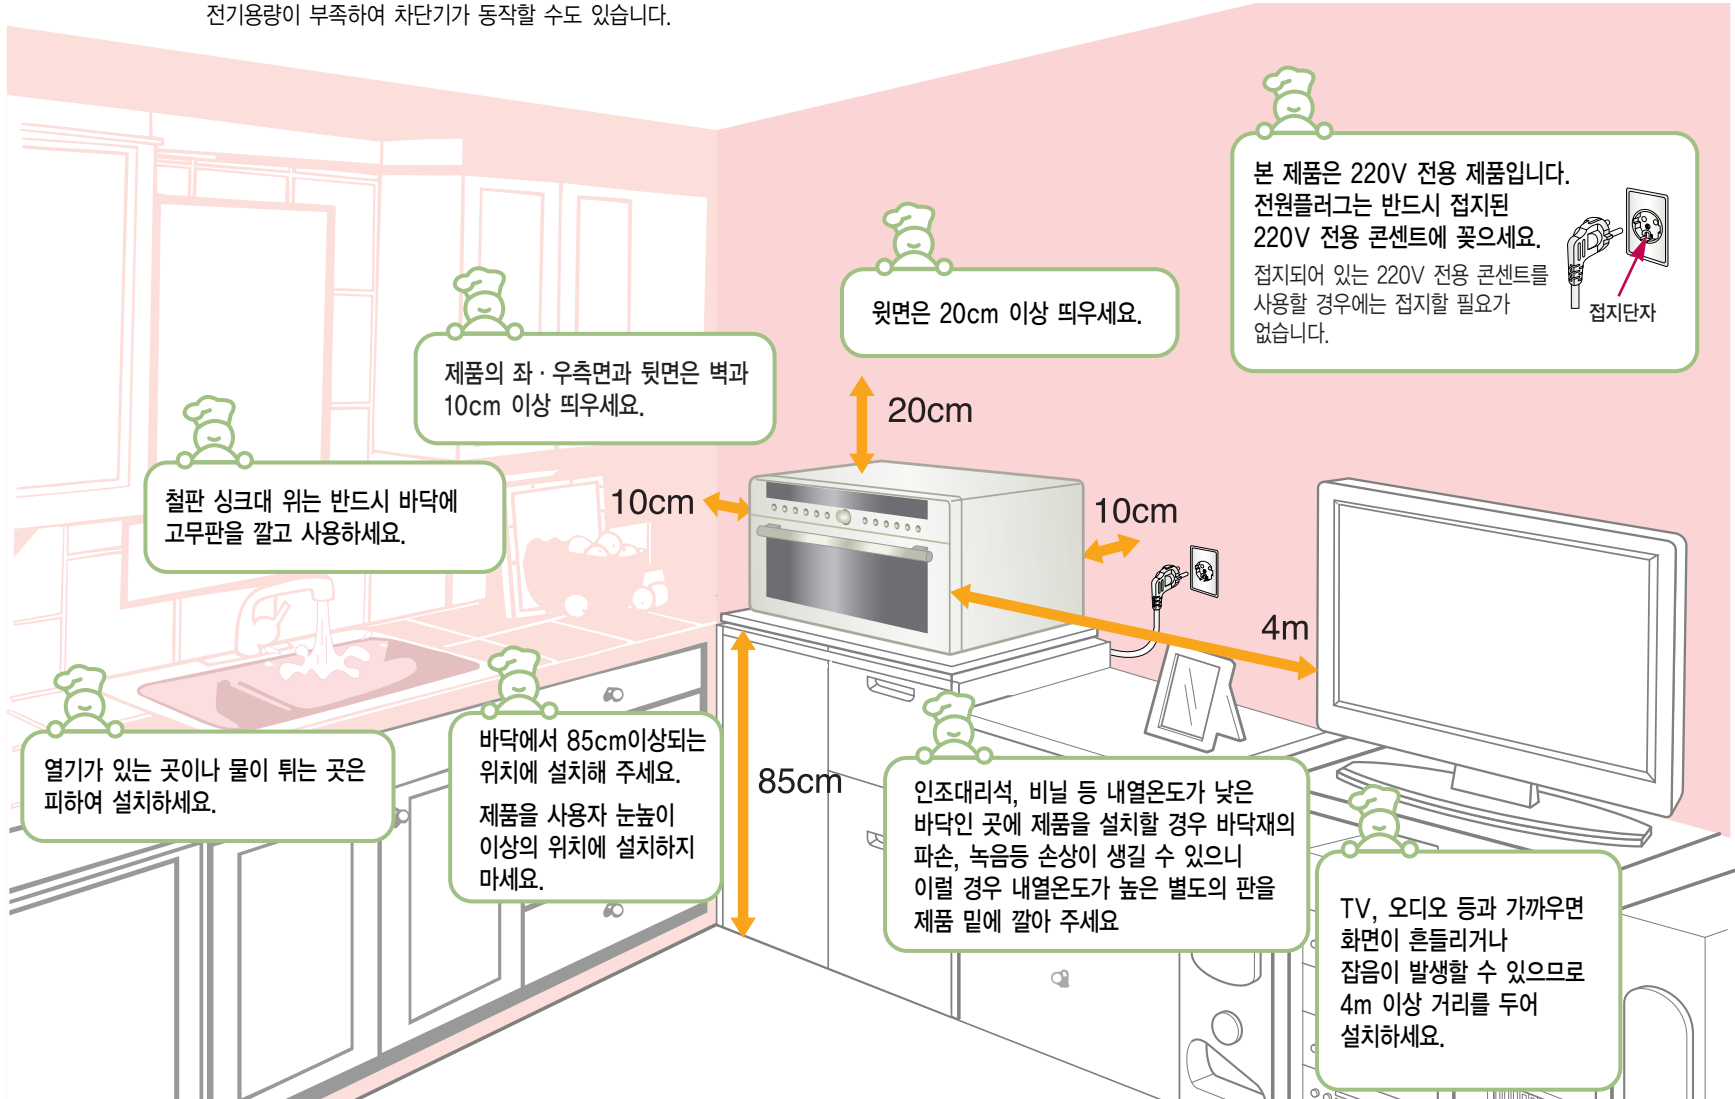 전기용량이 부족하여 차단기가 동작할 수도 있습니다.
본 제품은 220V 전용 제품입니다.
전원플러그는 반드시 접지된
220V 전용 콘센트에 꽂으세요.
접지되어 있는 220V 전용 콘센트를
사용할 경우에는 접지할 필요가
없습니다.
접지단자
윗면은 20cm 이상 띄우세요.
제품의 좌 · 우측면과 뒷면은 벽과
10cm 이상 띄우세요.
20cm
철판 싱크대 위는 반드시 바닥에
고무판을 깔고 사용하세요.
10cm
10cm
4m
열기가 있는 곳이나 물이 튀는 곳은
피하여 설치하세요.
바닥에서 85cm이상되는
위치에 설치해 주세요.
제품을 사용자 눈높이
이상의 위치에 설치하지
마세요.
85cm
인조대리석, 비닐 등 내열온도가 낮은
바닥인 곳에 제품을 설치할 경우 바닥재의
파손, 녹음등 손상이 생길 수 있으니
이럴 경우 내열온도가 높은 별도의 판을
제품 밑에 깔아 주세요
TV, 오디오 등과 가까우면
화면이 흔들리거나
잡음이 발생할 수 있으므로
4m 이상 거리를 두어
설치하세요.